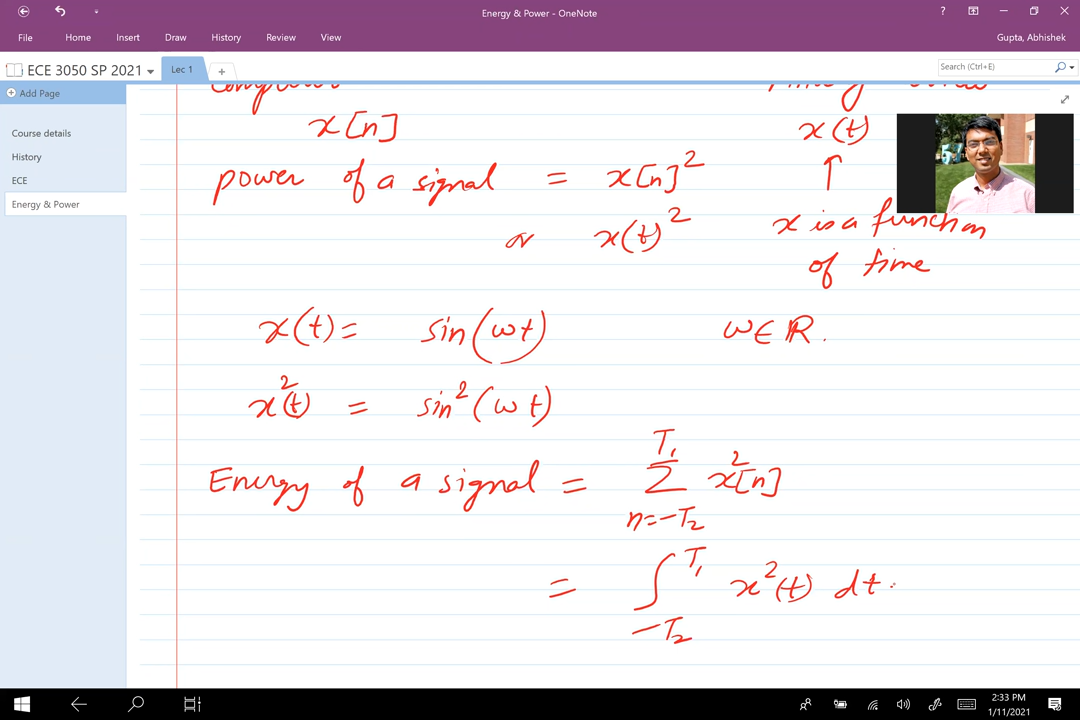 Energy & Power - OneNote
?
File Home Insert Draw History Review View
Gupta, Abhishek
ECE 3050 SP 2021
Lec 1
+
Search (Ctrl+E)
Add Page
Course details
History
ECE
Energy & Power
x[n]
x(t)
power of a signal = x[n]²
↑
or x(t)²
x is a function
of time
x(t) = sin(ωt) ω∈ℝ.
x²(t) = sin²(ωt)
Energy of a signal = ∑_{n=-T₂}^{T₁} x²[n]
= ∫_{-T₂}^{T₁} x²(t) dt.
2:33 PM
1/11/2021